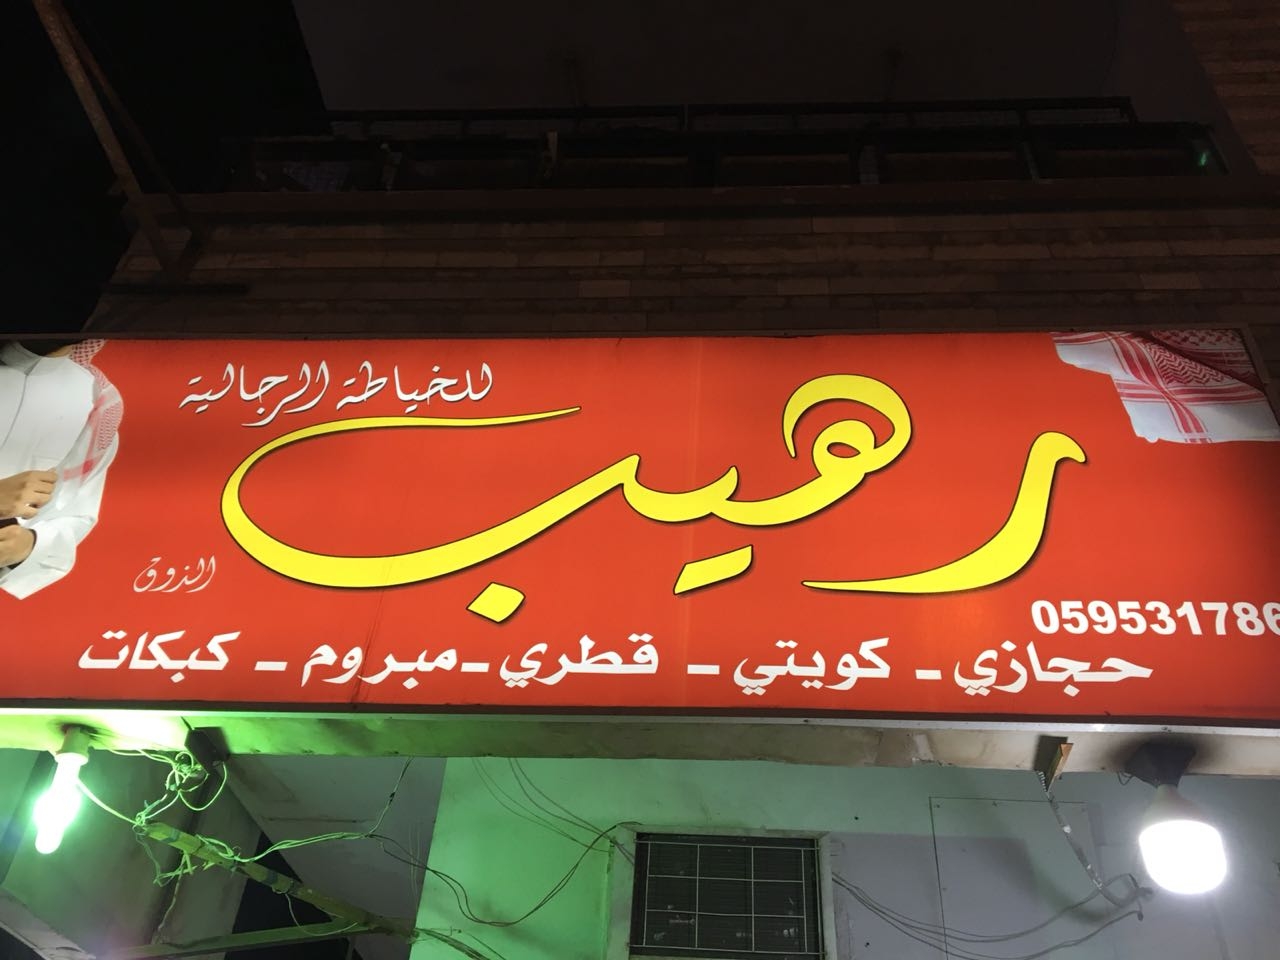 للخياطة الرجالية
رهيب
الذوق
059531786
حجازي - كويتي - قطري - مبروم - كبكات